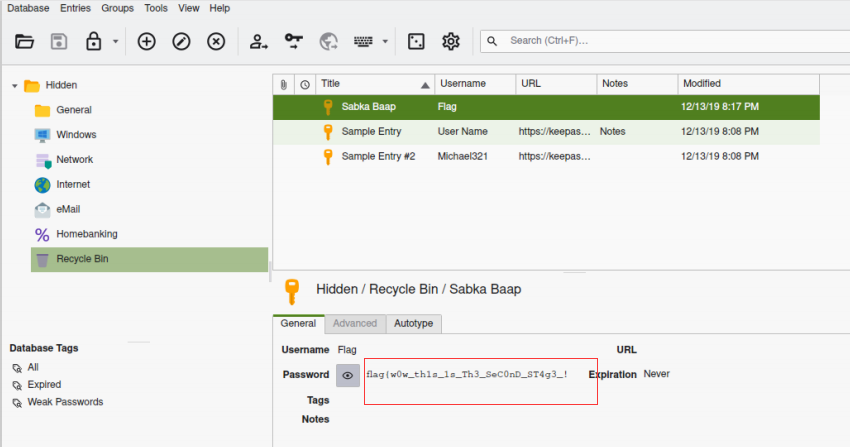 Database Entries Groups Tools View Help
Search (Ctrl+F)...
Hidden
General
Windows
Network
Internet
eMail
Homebanking
Recycle Bin
Title Username URL Notes Modified
Sabka Baap Flag 12/13/19 8:17 PM
Sample Entry User Name https://keepas... Notes 12/13/19 8:08 PM
Sample Entry #2 Michael321 https://keepas... 12/13/19 8:08 PM
Database Tags
All
Expired
Weak Passwords
Hidden / Recycle Bin / Sabka Baap
General Advanced Autotype
Username Flag URL
Password flag{w0w_th1s_1s_Th3_SeC0nD_ST4g3_! Expiration Never
Tags
Notes